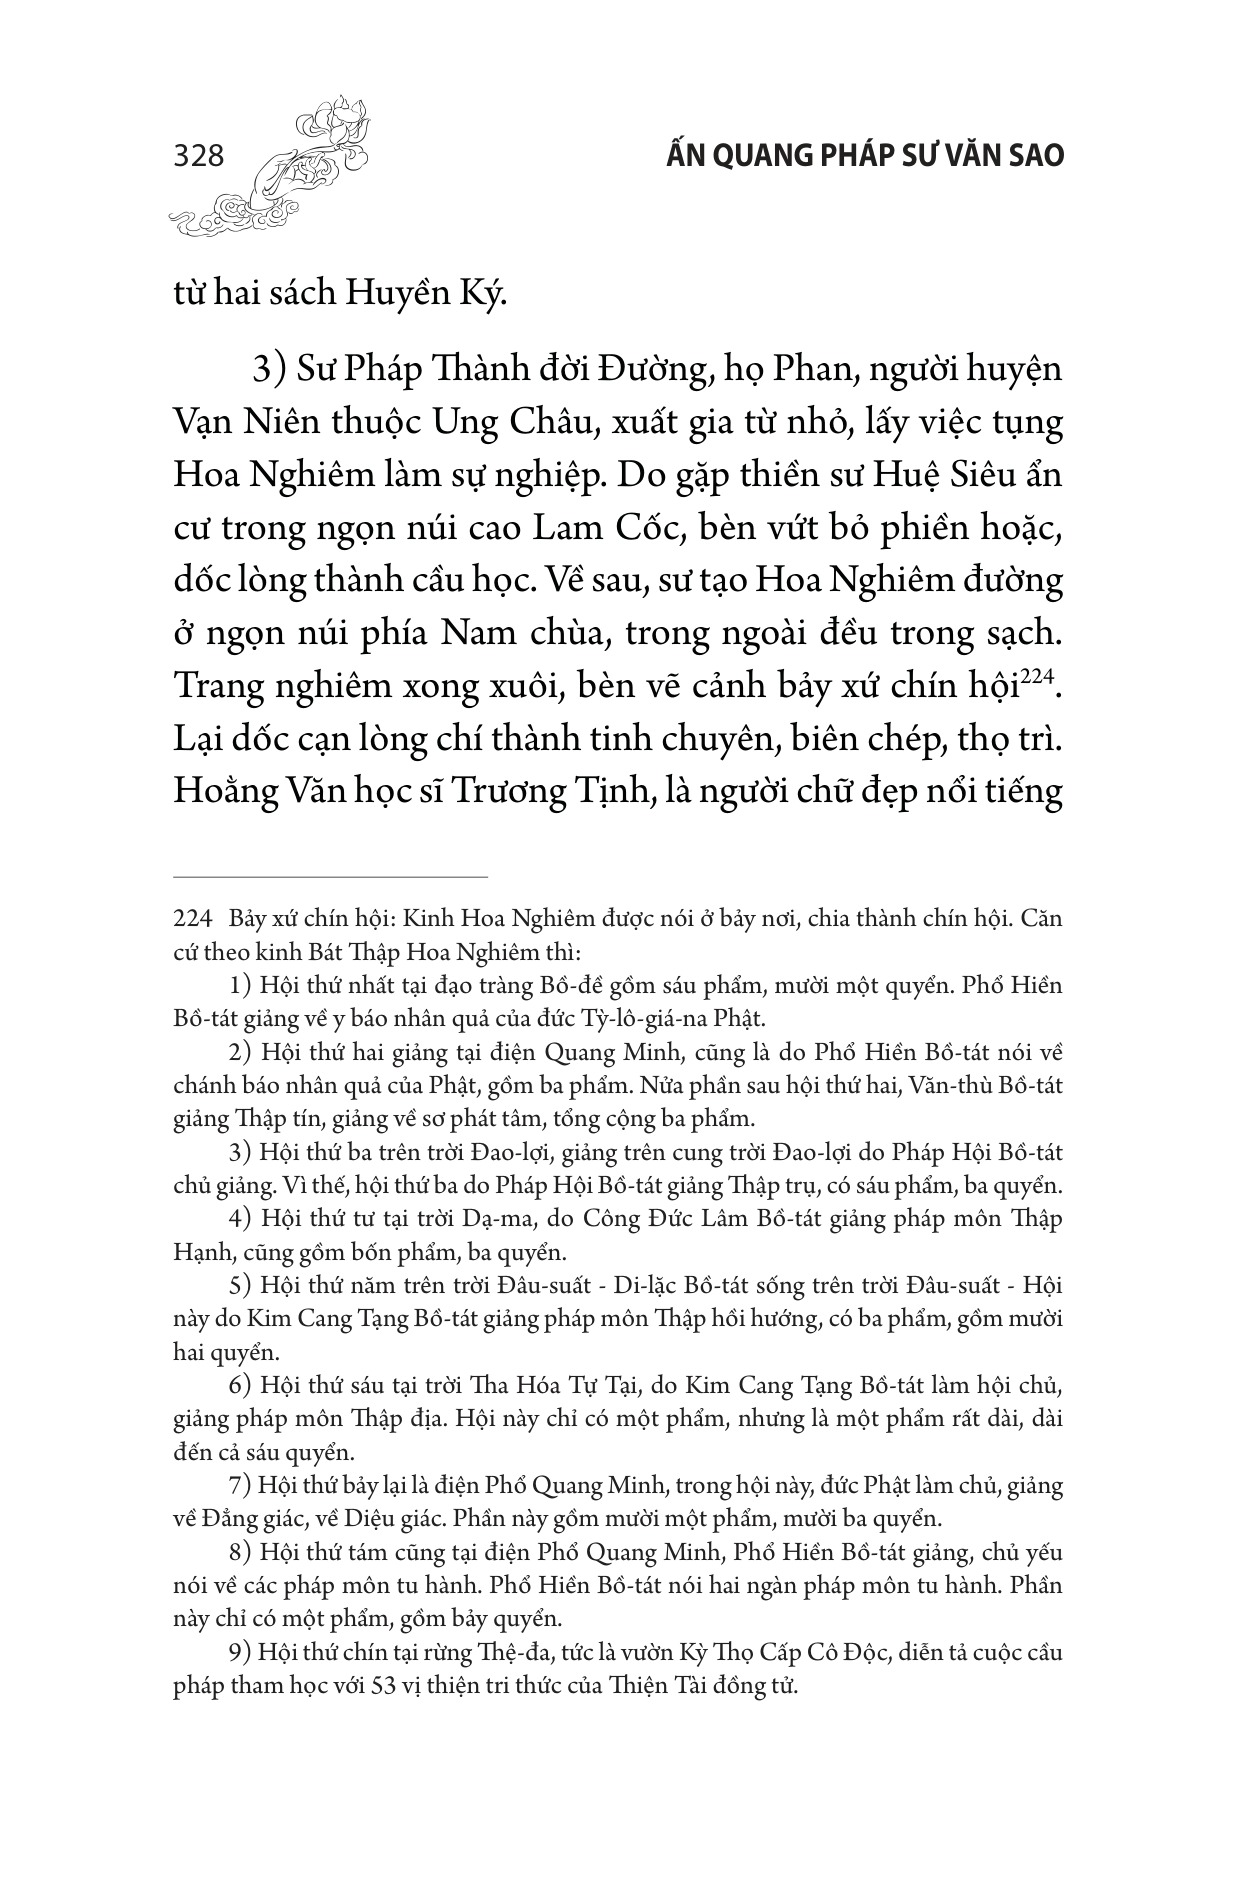 328
ẤN QUANG PHÁP SƯ VĂN SAO
từ hai sách Huyền Ký.
3) Sư Pháp Thành đời Đường, họ Phan, người huyện
Vạn Niên thuộc Ung Châu, xuất gia từ nhỏ, lấy việc tụng
Hoa Nghiêm làm sự nghiệp. Do gặp thiền sư Huệ Siêu ẩn
cư trong ngọn núi cao Lam Cốc, bèn vứt bỏ phiền hoặc,
dốc lòng thành cầu học. Về sau, sư tạo Hoa Nghiêm đường
ở ngọn núi phía Nam chùa, trong ngoài đều trong sạch.
Trang nghiêm xong xuôi, bèn vẽ cảnh bảy xứ chín hội224.
Lại dốc cạn lòng chí thành tinh chuyên, biên chép, thọ trì.
Hoằng Văn học sĩ Trương Tịnh, là người chữ đẹp nổi tiếng
224 Bảy xứ chín hội: Kinh Hoa Nghiêm được nói ở bảy nơi, chia thành chín hội. Căn
cứ theo kinh Bát Thập Hoa Nghiêm thì:
1) Hội thứ nhất tại đạo tràng Bồ-đề gồm sáu phẩm, mười một quyển. Phổ Hiền
Bồ-tát giảng về y báo nhân quả của đức Tỳ-lô-giá-na Phật.
2) Hội thứ hai giảng tại điện Quang Minh, cũng là do Phổ Hiền Bồ-tát nói về
chánh báo nhân quả của Phật, gồm ba phẩm. Nửa phần sau hội thứ hai, Văn-thù Bồ-tát
giảng Thập tín, giảng về sơ phát tâm, tổng cộng ba phẩm.
3) Hội thứ ba trên trời Đao-lợi, giảng trên cung trời Đao-lợi do Pháp Hội Bồ-tát
chủ giảng. Vì thế, hội thứ ba do Pháp Hội Bồ-tát giảng Thập trụ, có sáu phẩm, ba quyển.
4) Hội thứ tư tại trời Dạ-ma, do Công Đức Lâm Bồ-tát giảng pháp môn Thập
Hạnh, cũng gồm bốn phẩm, ba quyển.
5) Hội thứ năm trên trời Đâu-suất - Di-lặc Bồ-tát sống trên trời Đâu-suất - Hội
này do Kim Cang Tạng Bồ-tát giảng pháp môn Thập hồi hướng, có ba phẩm, gồm mười
hai quyển.
6) Hội thứ sáu tại trời Tha Hóa Tự Tại, do Kim Cang Tạng Bồ-tát làm hội chủ,
giảng pháp môn Thập địa. Hội này chỉ có một phẩm, nhưng là một phẩm rất dài, dài
đến cả sáu quyển.
7) Hội thứ bảy lại là điện Phổ Quang Minh, trong hội này, đức Phật làm chủ, giảng
về Đẳng giác, về Diệu giác. Phần này gồm mười một phẩm, mười ba quyển.
8) Hội thứ tám cũng tại điện Phổ Quang Minh, Phổ Hiền Bồ-tát giảng, chủ yếu
nói về các pháp môn tu hành. Phổ Hiền Bồ-tát nói hai ngàn pháp môn tu hành. Phần
này chỉ có một phẩm, gồm bảy quyển.
9) Hội thứ chín tại rừng Thệ-đa, tức là vườn Kỳ Thọ Cấp Cô Độc, diễn tả cuộc cầu
pháp tham học với 53 vị thiện tri thức của Thiện Tài đồng tử.